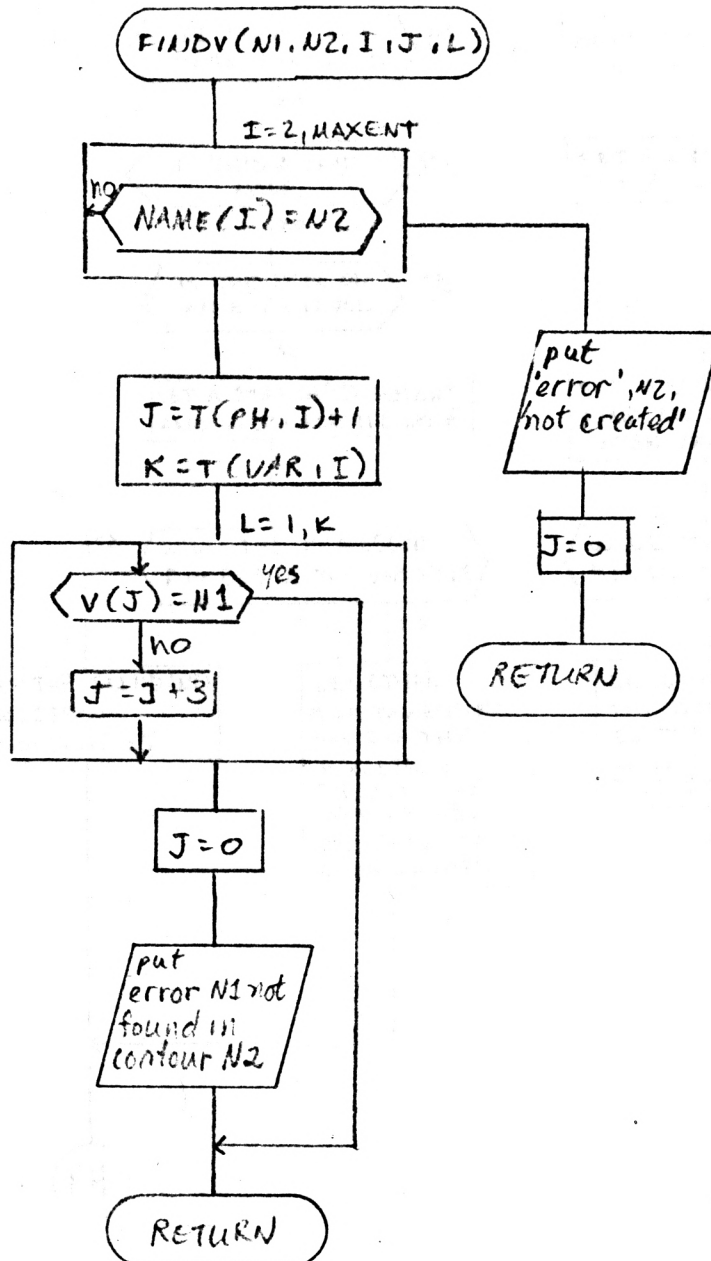 FINDV(N1,N2,I,J,L)
I=2,MAXENT
no
NAME(I)=N2
put
'error',N2,
'not created'
J=T(PH,I)+1
K=T(VAR,I)
L=1,K
J=0
V(J)=N1
yes
no
J=J+3
RETURN
J=0
put
error N1 not
found in
contour N2
RETURN